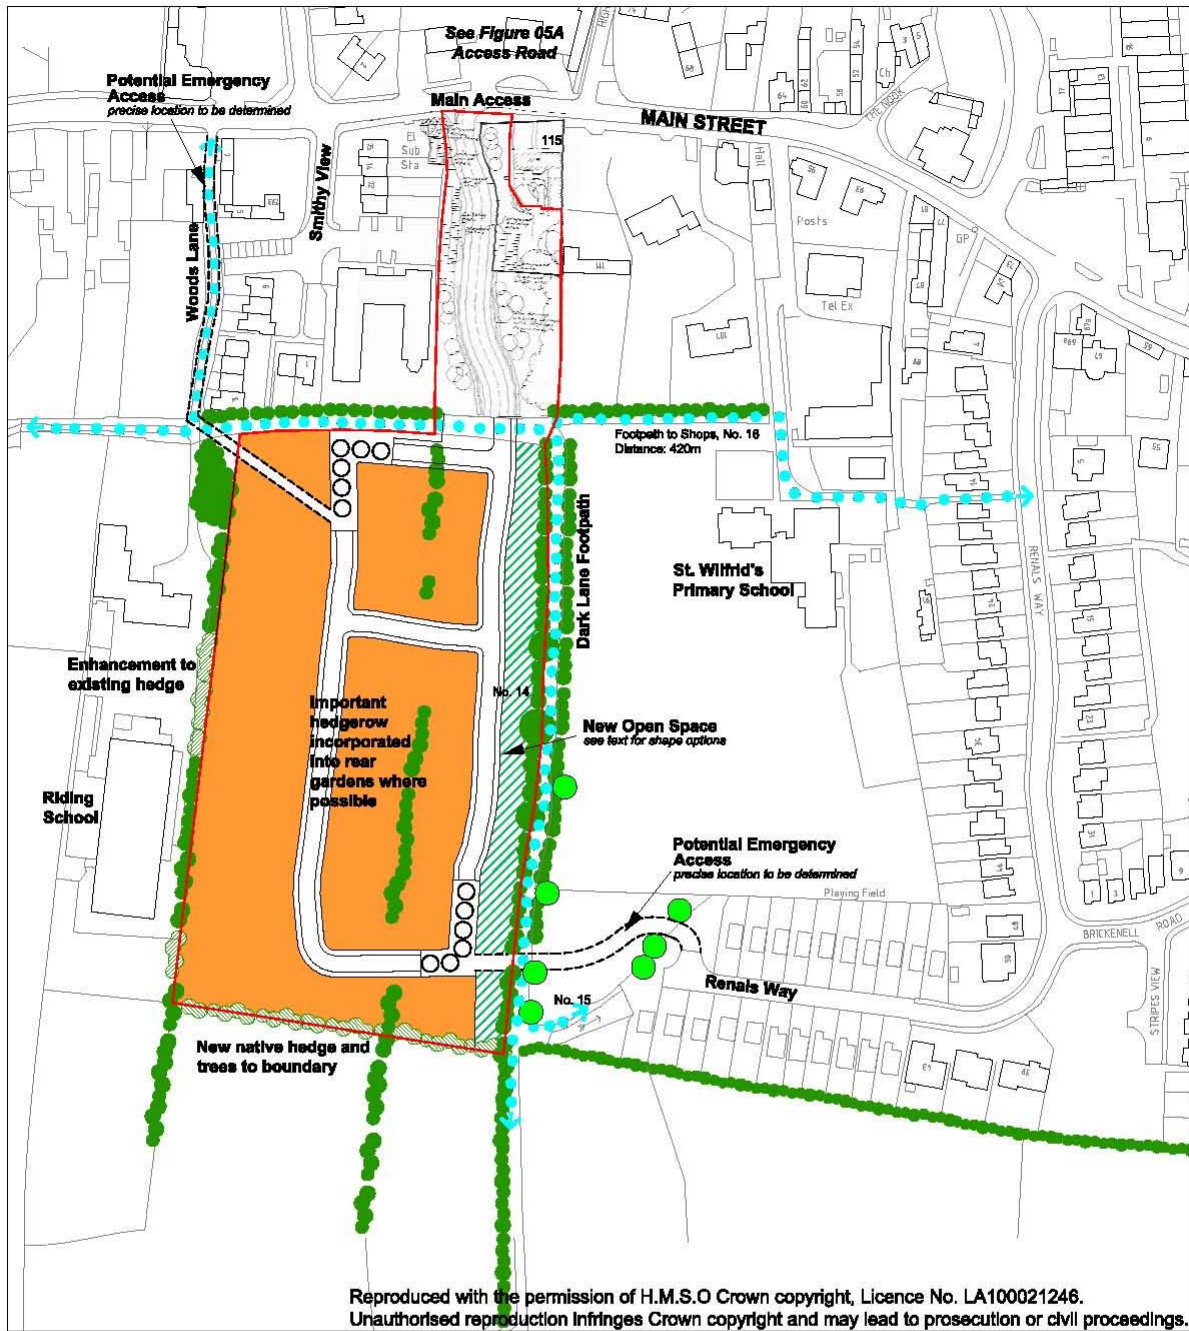 See Figure 05A
Access Road
Potential Emergency
Access
precise location to be determined
Main Access
MAIN STREET
THE NOOK
115
El
Sub
Sta
Smithy View
Woods Lane
Hall
Posts
GP
Tel Ex
Ch
Footpath to Shops, No. 16
Distance: 420m
Dark Lane Footpath
St. Wilfrid's
Primary School
RENALS WAY
Enhancement to
existing hedge
No. 14
Important
hedgerow
incorporated
into rear
gardens where
possible
New Open Space
see text for shape options
Riding
School
Potential Emergency
Access
precise location to be determined
Playing Field
BRICKENELL ROAD
Renals Way
No. 15
STRIPES VIEW
New native hedge and
trees to boundary
Reproduced with the permission of H.M.S.O Crown copyright, Licence No. LA100021246.
Unauthorised reproduction infringes Crown copyright and may lead to prosecution or civil proceedings.